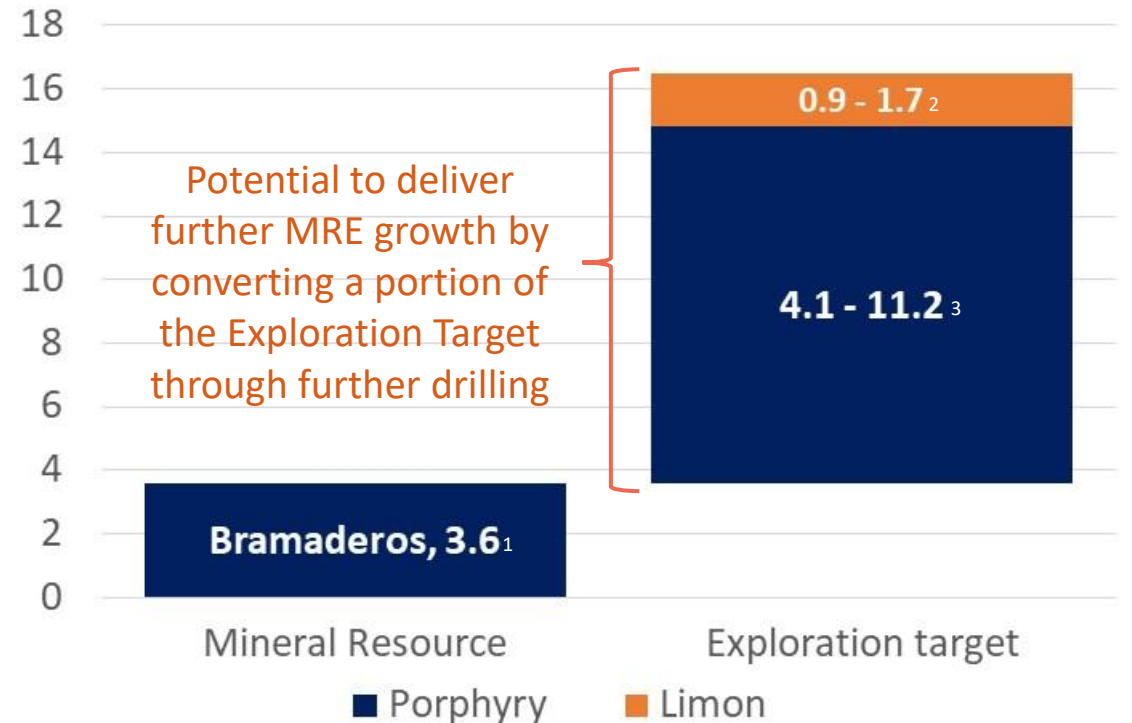 18
16
14
12
10
8
6
4
2
0
Potential to deliver
further MRE growth by
converting a portion of
the Exploration Target
through further drilling
0.9 - 1.7 2
4.1 - 11.2 3
Bramaderos, 3.6 1
Mineral Resource
Exploration target
Porphyry
Limon